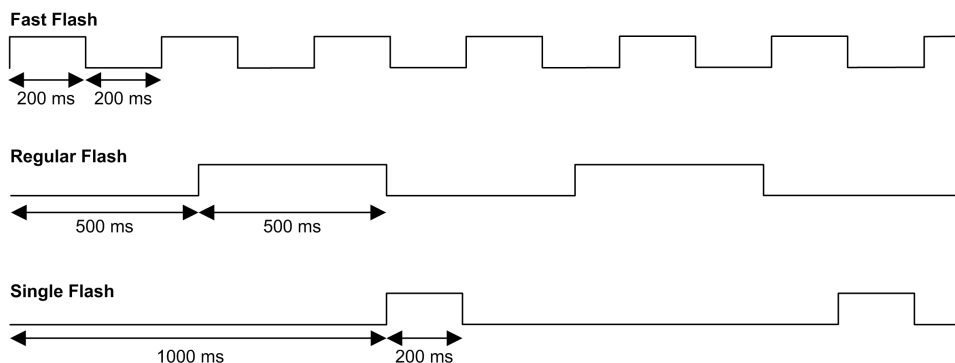 Fast Flash
200 ms 200 ms
Regular Flash
500 ms 500 ms
Single Flash
1000 ms 200 ms